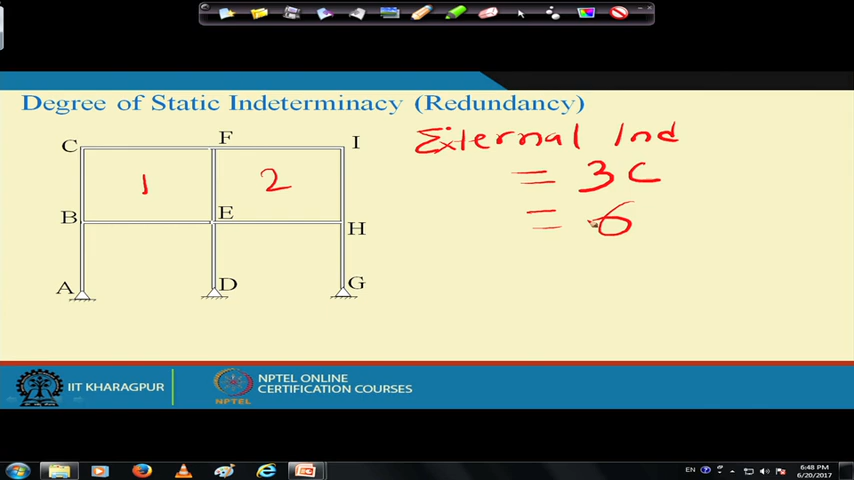 Degree of Static Indeterminacy (Redundancy)
C F I
External Ind
1 2
= 3C
B E H
= 6
A D G
IIT KHARAGPUR
NPTEL
NPTEL ONLINE
CERTIFICATION COURSES
EN
6:48 PM
6/20/2017